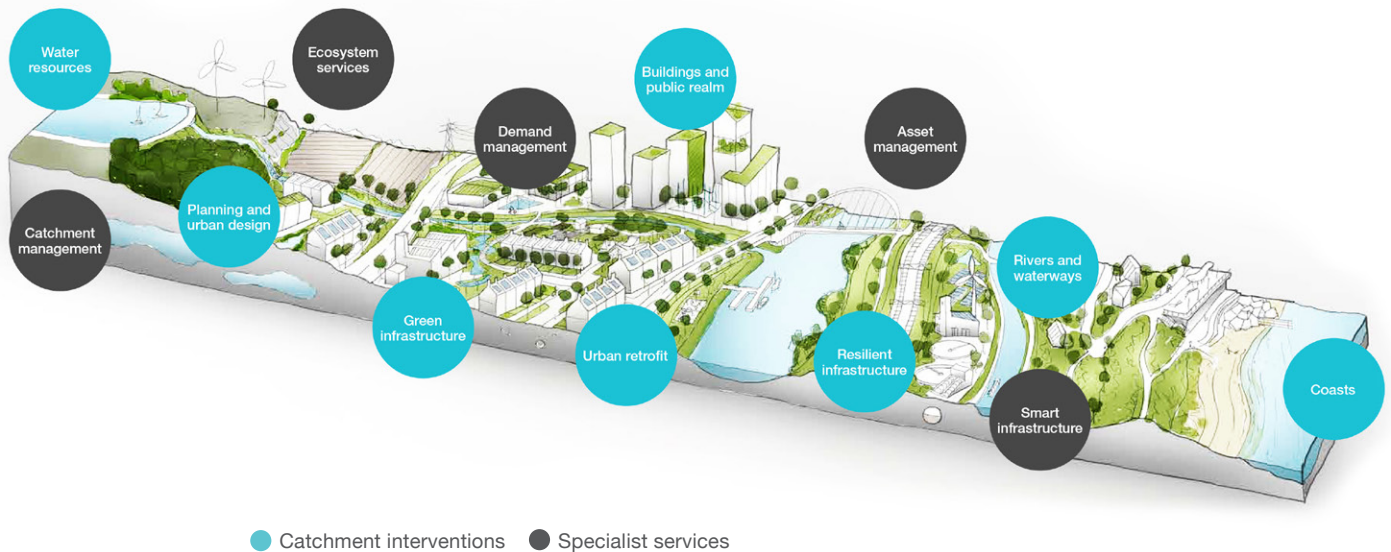 Water
resources
Ecosystem
services
Buildings and
public realm
Demand
management
Asset
management
Planning and
urban design
Catchment
management
Rivers and
waterways
Green
infrastructure
Urban retrofit
Resilient
infrastructure
Coasts
Smart
infrastructure
Catchment interventions
Specialist services